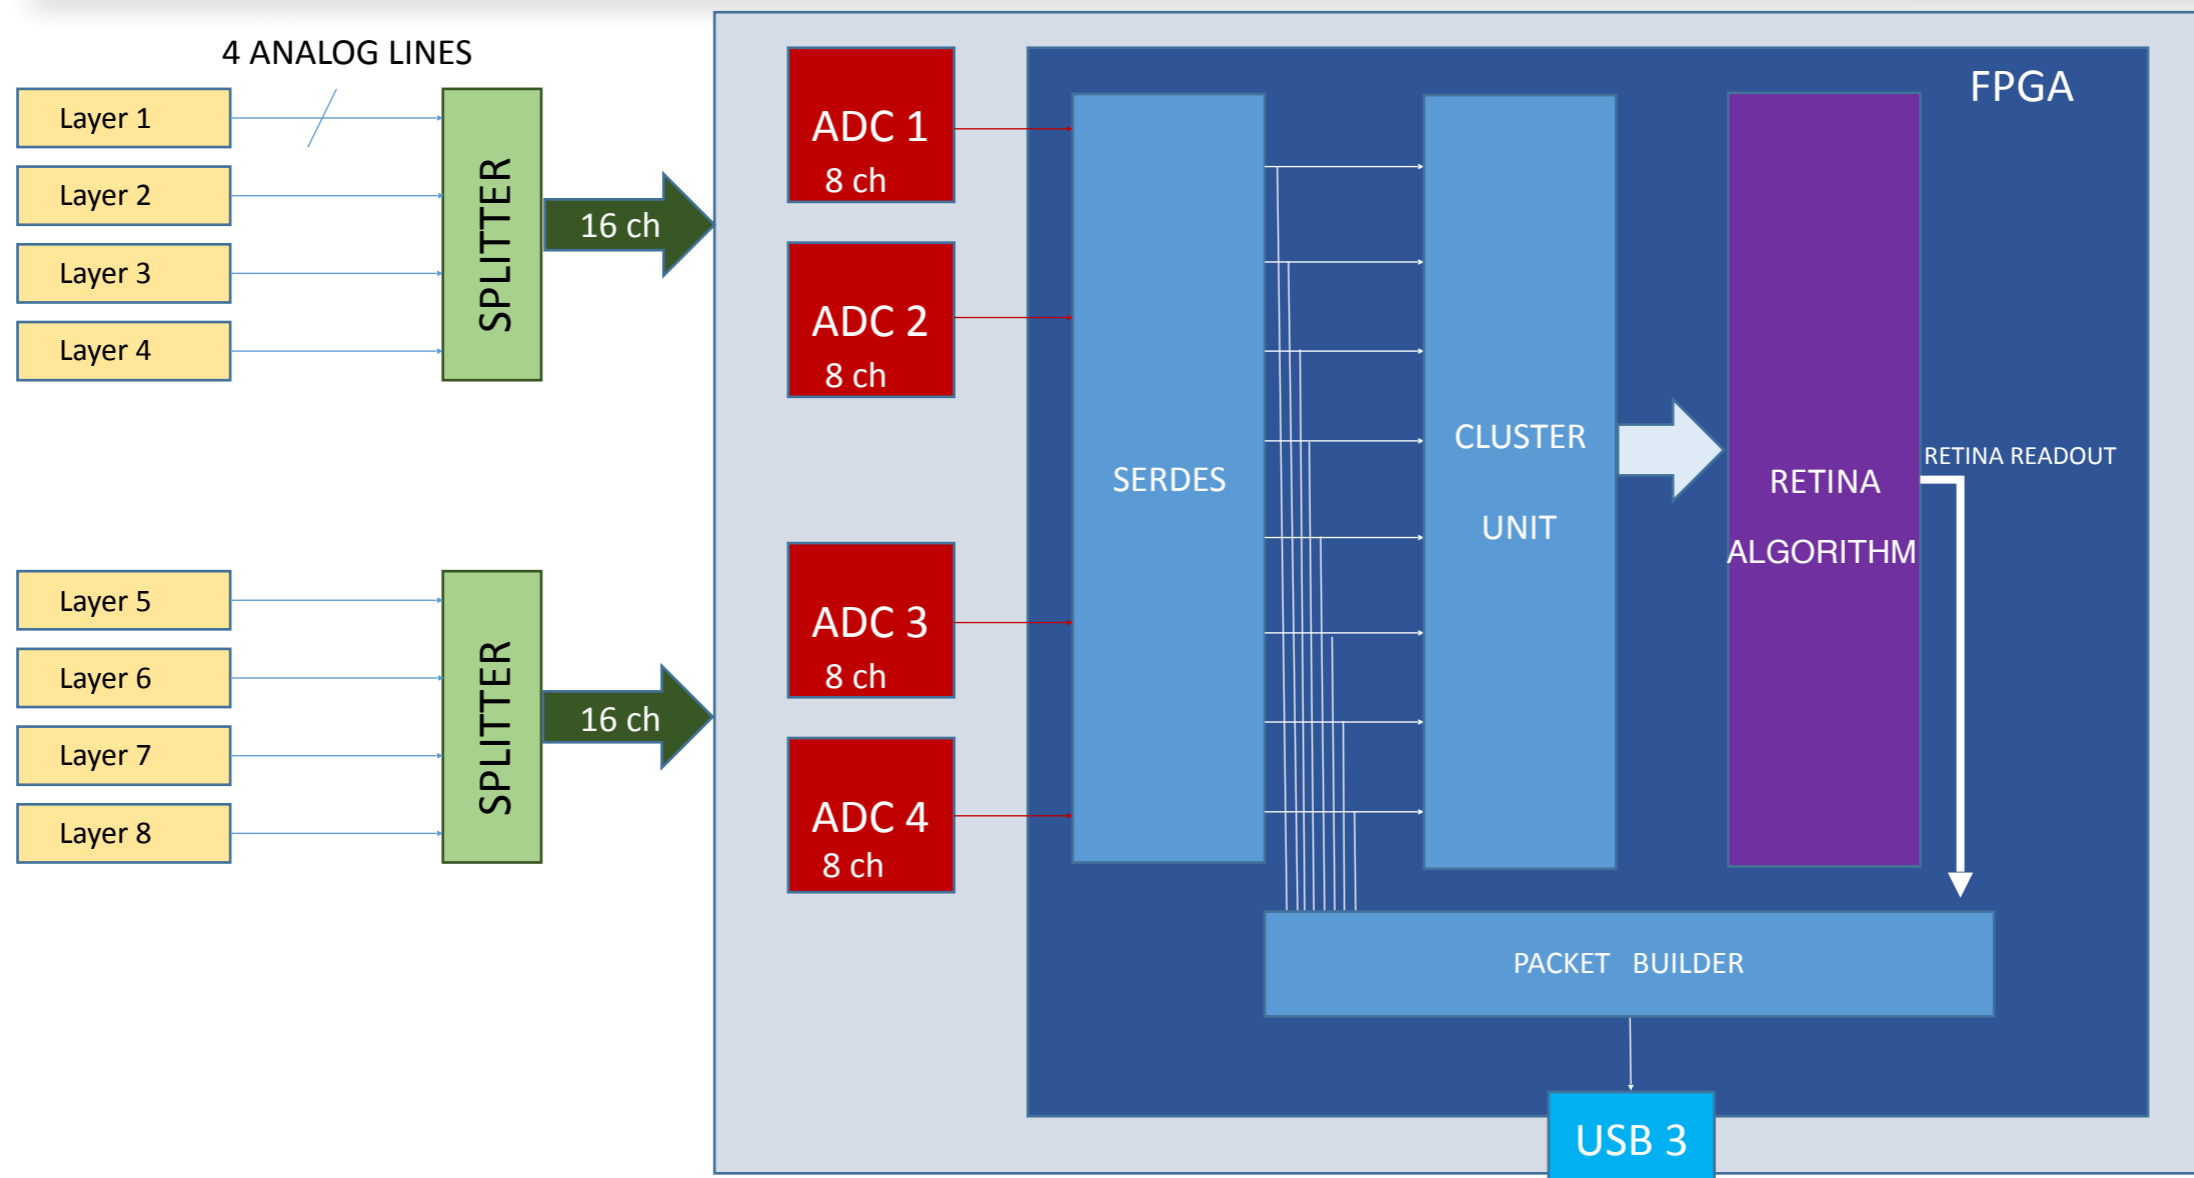 4 ANALOG LINES
Layer 1
Layer 2
Layer 3
Layer 4
SPLITTER
16 ch
Layer 5
Layer 6
Layer 7
Layer 8
SPLITTER
16 ch
ADC 1
8 ch
ADC 2
8 ch
ADC 3
8 ch
ADC 4
8 ch
FPGA
SERDES
CLUSTER
UNIT
RETINA
ALGORITHM
RETINA READOUT
PACKET BUILDER
USB 3